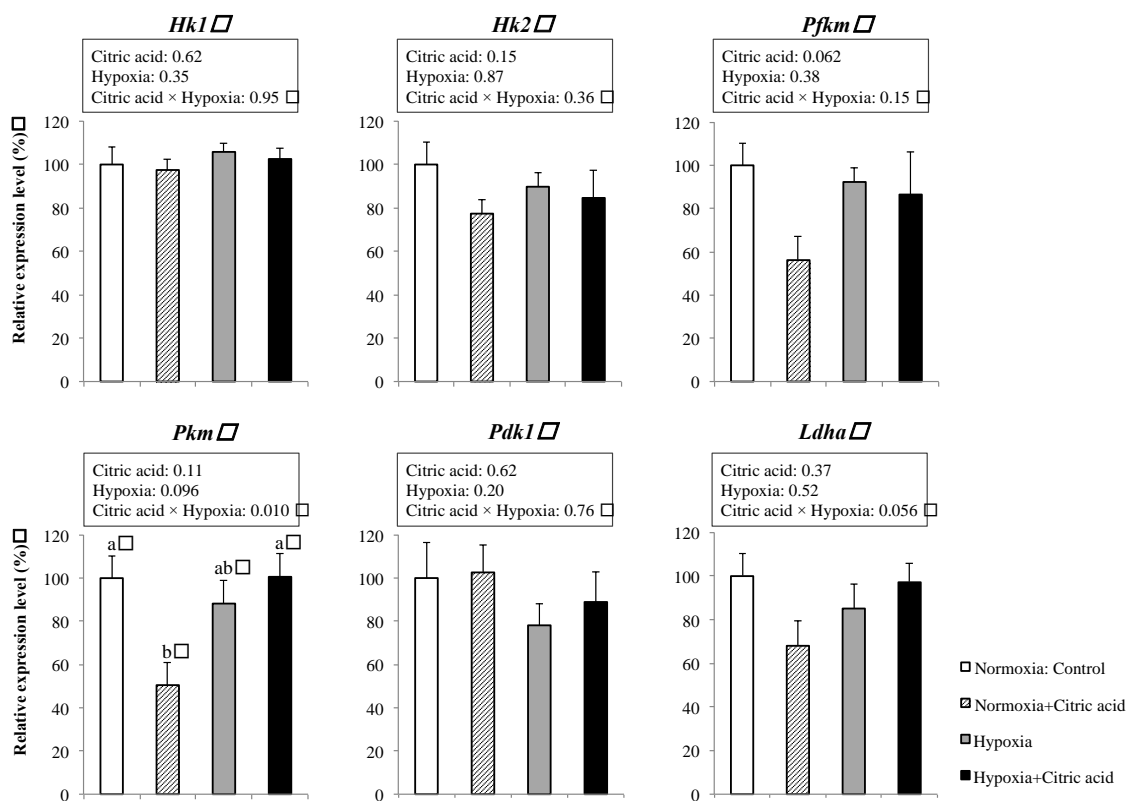 Hk1
Citric acid: 0.62
Hypoxia: 0.35
Citric acid × Hypoxia: 0.95
Relative expression level (%)
120
100
80
60
40
20
0
Hk2
Citric acid: 0.15
Hypoxia: 0.87
Citric acid × Hypoxia: 0.36
120
100
80
60
40
20
0
Pfkm
Citric acid: 0.062
Hypoxia: 0.38
Citric acid × Hypoxia: 0.15
120
100
80
60
40
20
0
Pkm
Citric acid: 0.11
Hypoxia: 0.096
Citric acid × Hypoxia: 0.010
Relative expression level (%)
120
100
80
60
40
20
0
a
b
ab
a
Pdk1
Citric acid: 0.62
Hypoxia: 0.20
Citric acid × Hypoxia: 0.76
120
100
80
60
40
20
0
Ldha
Citric acid: 0.37
Hypoxia: 0.52
Citric acid × Hypoxia: 0.056
120
100
80
60
40
20
0
Normoxia: Control
Normoxia+Citric acid
Hypoxia
Hypoxia+Citric acid